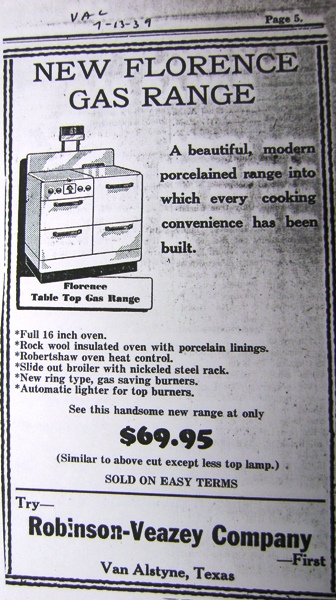 VAL
7-13-39
Page 5.
NEW FLORENCE
GAS RANGE
A beautiful, modern
porcelained range into
which every cooking
convenience has been
built.
Florence
Table Top Gas Range
*Full 16 inch oven.
*Rock wool insulated oven with porcelain linings.
*Robertshaw oven heat control.
*Slide out broiler with nickeled steel rack.
*New ring type, gas saving burners.
*Automatic lighter for top burners.
See this handsome new range at only
$69.95
(Similar to above cut except less top lamp.)
SOLD ON EASY TERMS
Try—
Robinson-Veazey Company
—First
Van Alstyne, Texas